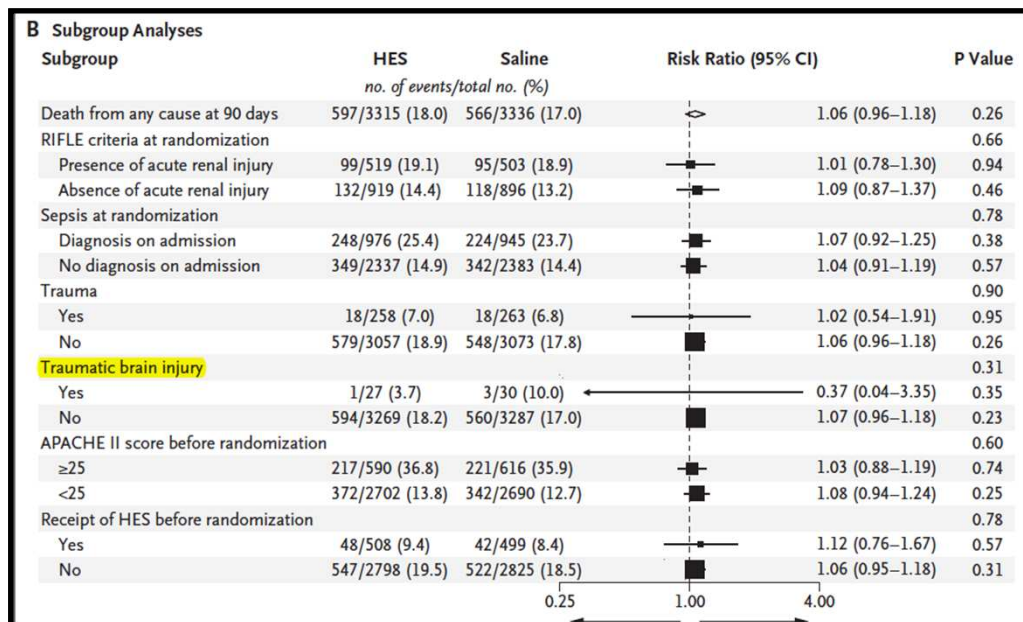 B Subgroup Analyses
Subgroup HES Saline Risk Ratio (95% CI) P Value
no. of events/total no. (%)
Death from any cause at 90 days 597/3315 (18.0) 566/3336 (17.0) 1.06 (0.96–1.18) 0.26
RIFLE criteria at randomization 0.66
Presence of acute renal injury 99/519 (19.1) 95/503 (18.9) 1.01 (0.78–1.30) 0.94
Absence of acute renal injury 132/919 (14.4) 118/896 (13.2) 1.09 (0.87–1.37) 0.46
Sepsis at randomization 0.78
Diagnosis on admission 248/976 (25.4) 224/945 (23.7) 1.07 (0.92–1.25) 0.38
No diagnosis on admission 349/2337 (14.9) 342/2383 (14.4) 1.04 (0.91–1.19) 0.57
Trauma 0.90
Yes 18/258 (7.0) 18/263 (6.8) 1.02 (0.54–1.91) 0.95
No 579/3057 (18.9) 548/3073 (17.8) 1.06 (0.96–1.18) 0.26
Traumatic brain injury 0.31
Yes 1/27 (3.7) 3/30 (10.0) 0.37 (0.04–3.35) 0.35
No 594/3269 (18.2) 560/3287 (17.0) 1.07 (0.96–1.18) 0.23
APACHE II score before randomization 0.60
≥25 217/590 (36.8) 221/616 (35.9) 1.03 (0.88–1.19) 0.74
<25 372/2702 (13.8) 342/2690 (12.7) 1.08 (0.94–1.24) 0.25
Receipt of HES before randomization 0.78
Yes 48/508 (9.4) 42/499 (8.4) 1.12 (0.76–1.67) 0.57
No 547/2798 (19.5) 522/2825 (18.5) 1.06 (0.95–1.18) 0.31
0.25 1.00 4.00